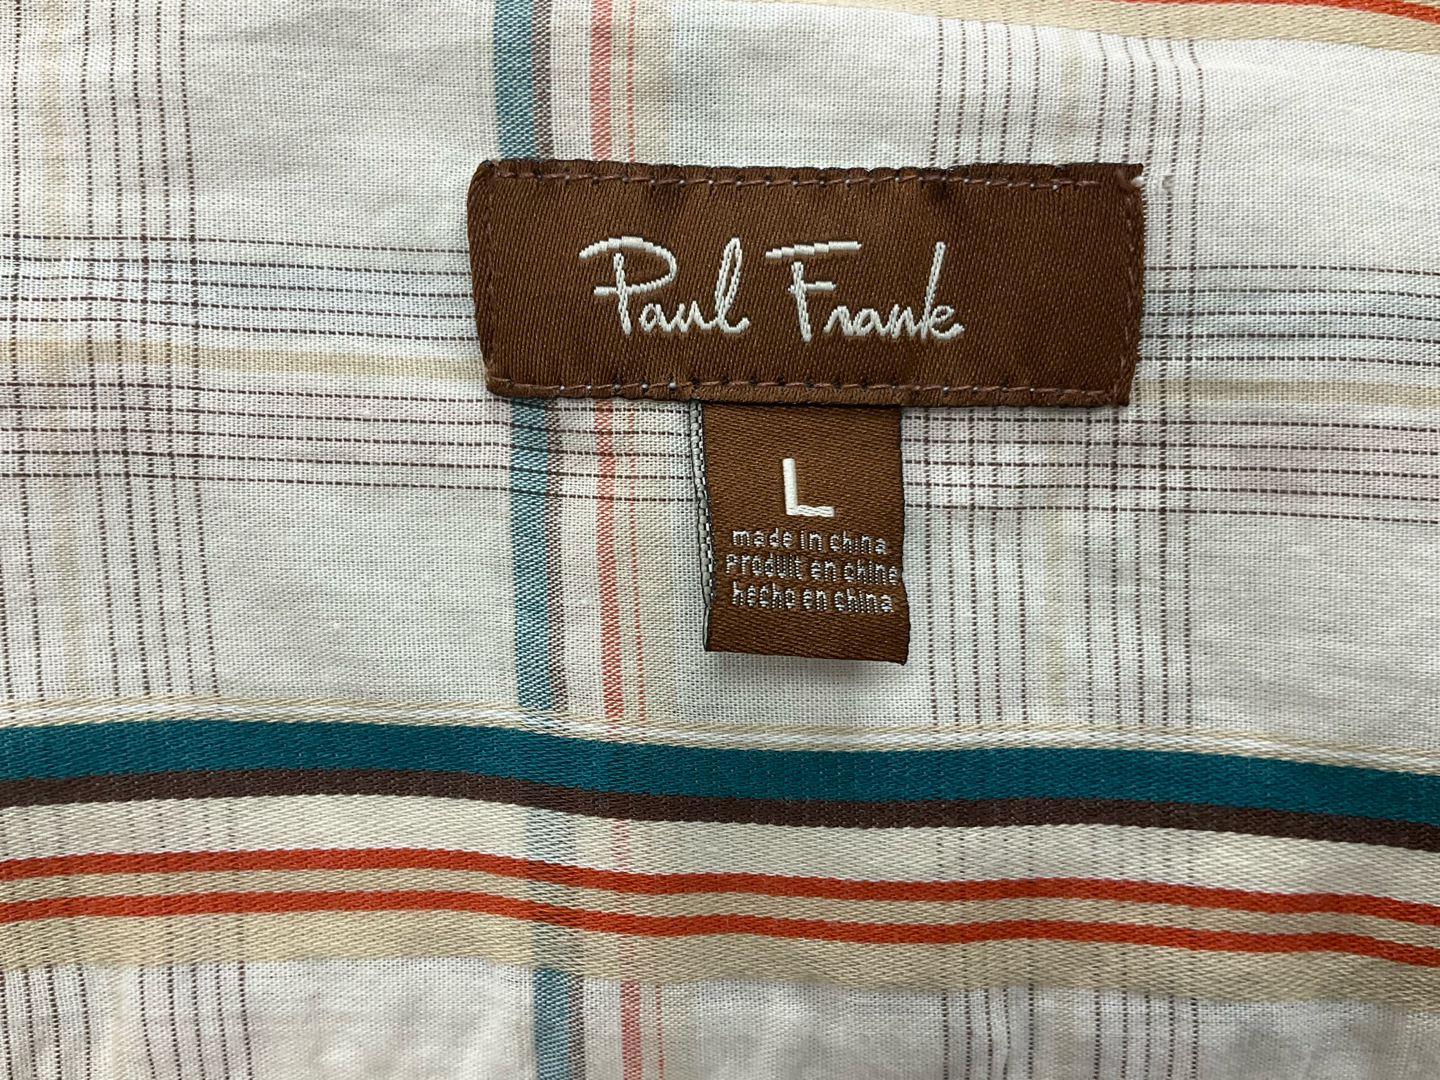 Paul Frank
L
made in china
Produit en chine
hecho en china